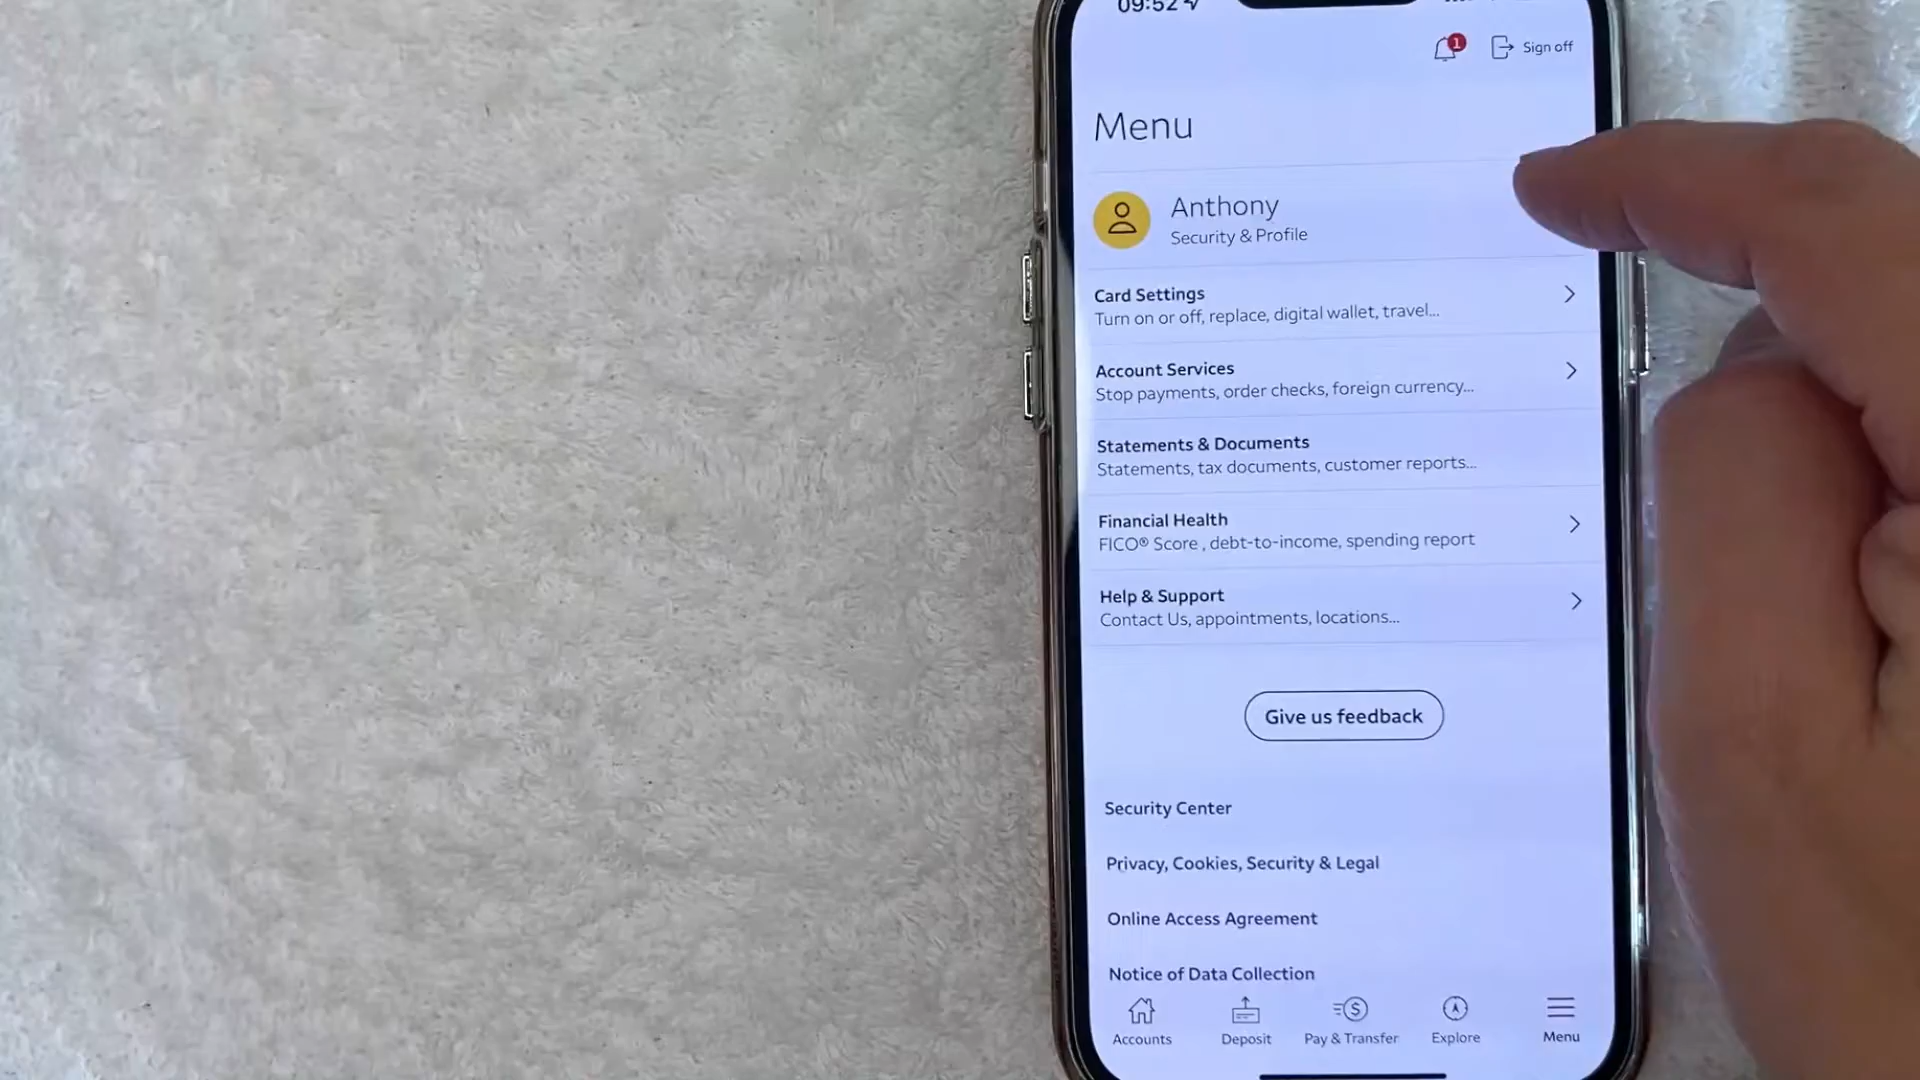 09:52
1
Sign off
Menu
Anthony
Security & Profile
Card Settings
Turn on or off, replace, digital wallet, travel...
Account Services
Stop payments, order checks, foreign currency...
Statements & Documents
Statements, tax documents, customer reports...
Financial Health
FICO® Score , debt-to-income, spending report
Help & Support
Contact Us, appointments, locations...
Give us feedback
Security Center
Privacy, Cookies, Security & Legal
Online Access Agreement
Notice of Data Collection
Accounts
Deposit
Pay & Transfer
Explore
Menu